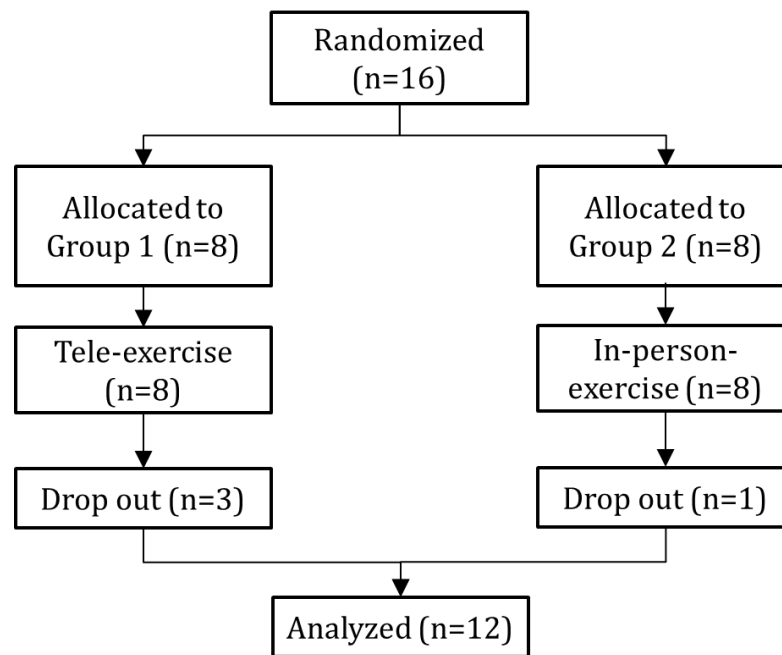 Randomized
(n=16)
Allocated to
Group 1 (n=8)
Allocated to
Group 2 (n=8)
Tele-exercise
(n=8)
In-person-
exercise (n=8)
Drop out (n=3)
Drop out (n=1)
Analyzed (n=12)